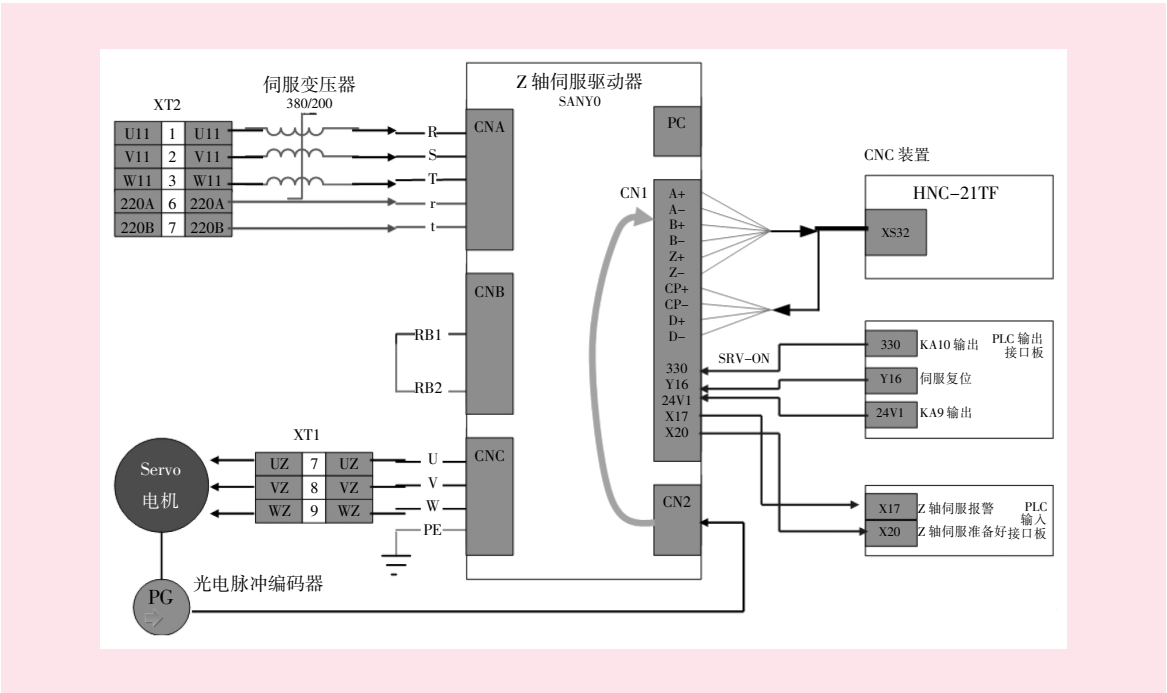 伺服变压器
380/200
XT2
U11 1 U11
V11 2 V11
W11 3 W11
220A 6 220A
220B 7 220B
R
S
T
r
t
Z 轴伺服驱动器
SANY0
CNA
CNB
RB1
RB2
CNC
U
V
W
PE
XT1
UZ 7 UZ
VZ 8 VZ
WZ 9 WZ
Servo
电机
PG
光电脉冲编码器
PC
CN1
A+
A-
B+
B-
Z+
Z-
CP+
CP-
D+
D-
330
Y16
24V1
X17
X20
CN2
SRV-ON
CNC 装置
HNC-21TF
XS32
PLC 输出
接口板
330 KA10 输出
Y16 伺服复位
24V1 KA9 输出
PLC
输入
接口板
X17 Z 轴伺服报警
X20 Z 轴伺服准备好